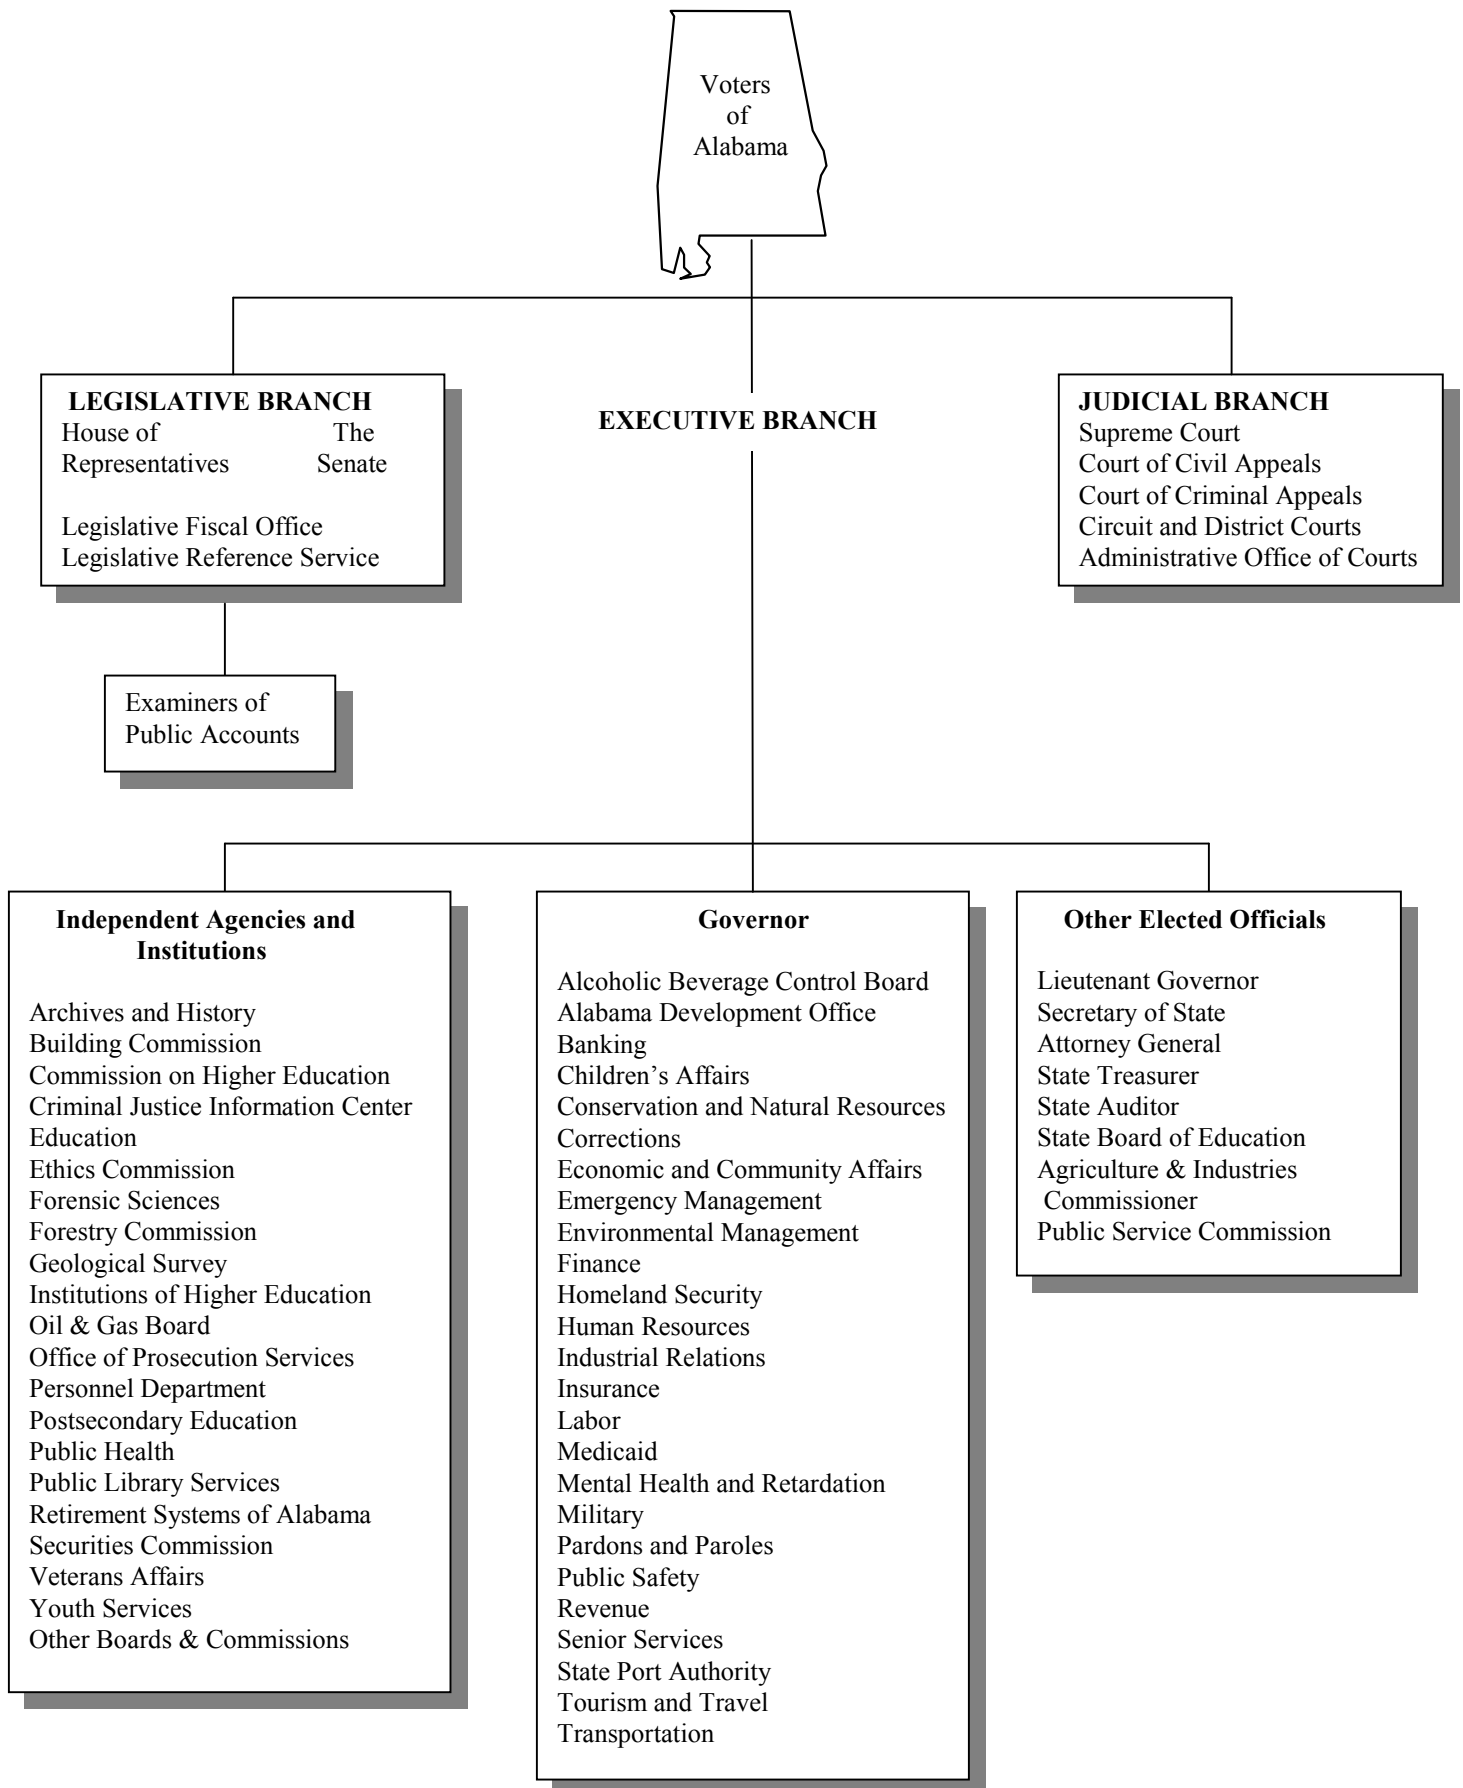 Voters
of
Alabama
LEGISLATIVE BRANCH
House of The
Representatives Senate
Legislative Fiscal Office
Legislative Reference Service
EXECUTIVE BRANCH
JUDICIAL BRANCH
Supreme Court
Court of Civil Appeals
Court of Criminal Appeals
Circuit and District Courts
Administrative Office of Courts
Examiners of
Public Accounts
Independent Agencies and
Institutions
Archives and History
Building Commission
Commission on Higher Education
Criminal Justice Information Center
Education
Ethics Commission
Forensic Sciences
Forestry Commission
Geological Survey
Institutions of Higher Education
Oil & Gas Board
Office of Prosecution Services
Personnel Department
Postsecondary Education
Public Health
Public Library Services
Retirement Systems of Alabama
Securities Commission
Veterans Affairs
Youth Services
Other Boards & Commissions
Governor
Alcoholic Beverage Control Board
Alabama Development Office
Banking
Children’s Affairs
Conservation and Natural Resources
Corrections
Economic and Community Affairs
Emergency Management
Environmental Management
Finance
Homeland Security
Human Resources
Industrial Relations
Insurance
Labor
Medicaid
Mental Health and Retardation
Military
Pardons and Paroles
Public Safety
Revenue
Senior Services
State Port Authority
Tourism and Travel
Transportation
Other Elected Officials
Lieutenant Governor
Secretary of State
Attorney General
State Treasurer
State Auditor
State Board of Education
Agriculture & Industries
Commissioner
Public Service Commission